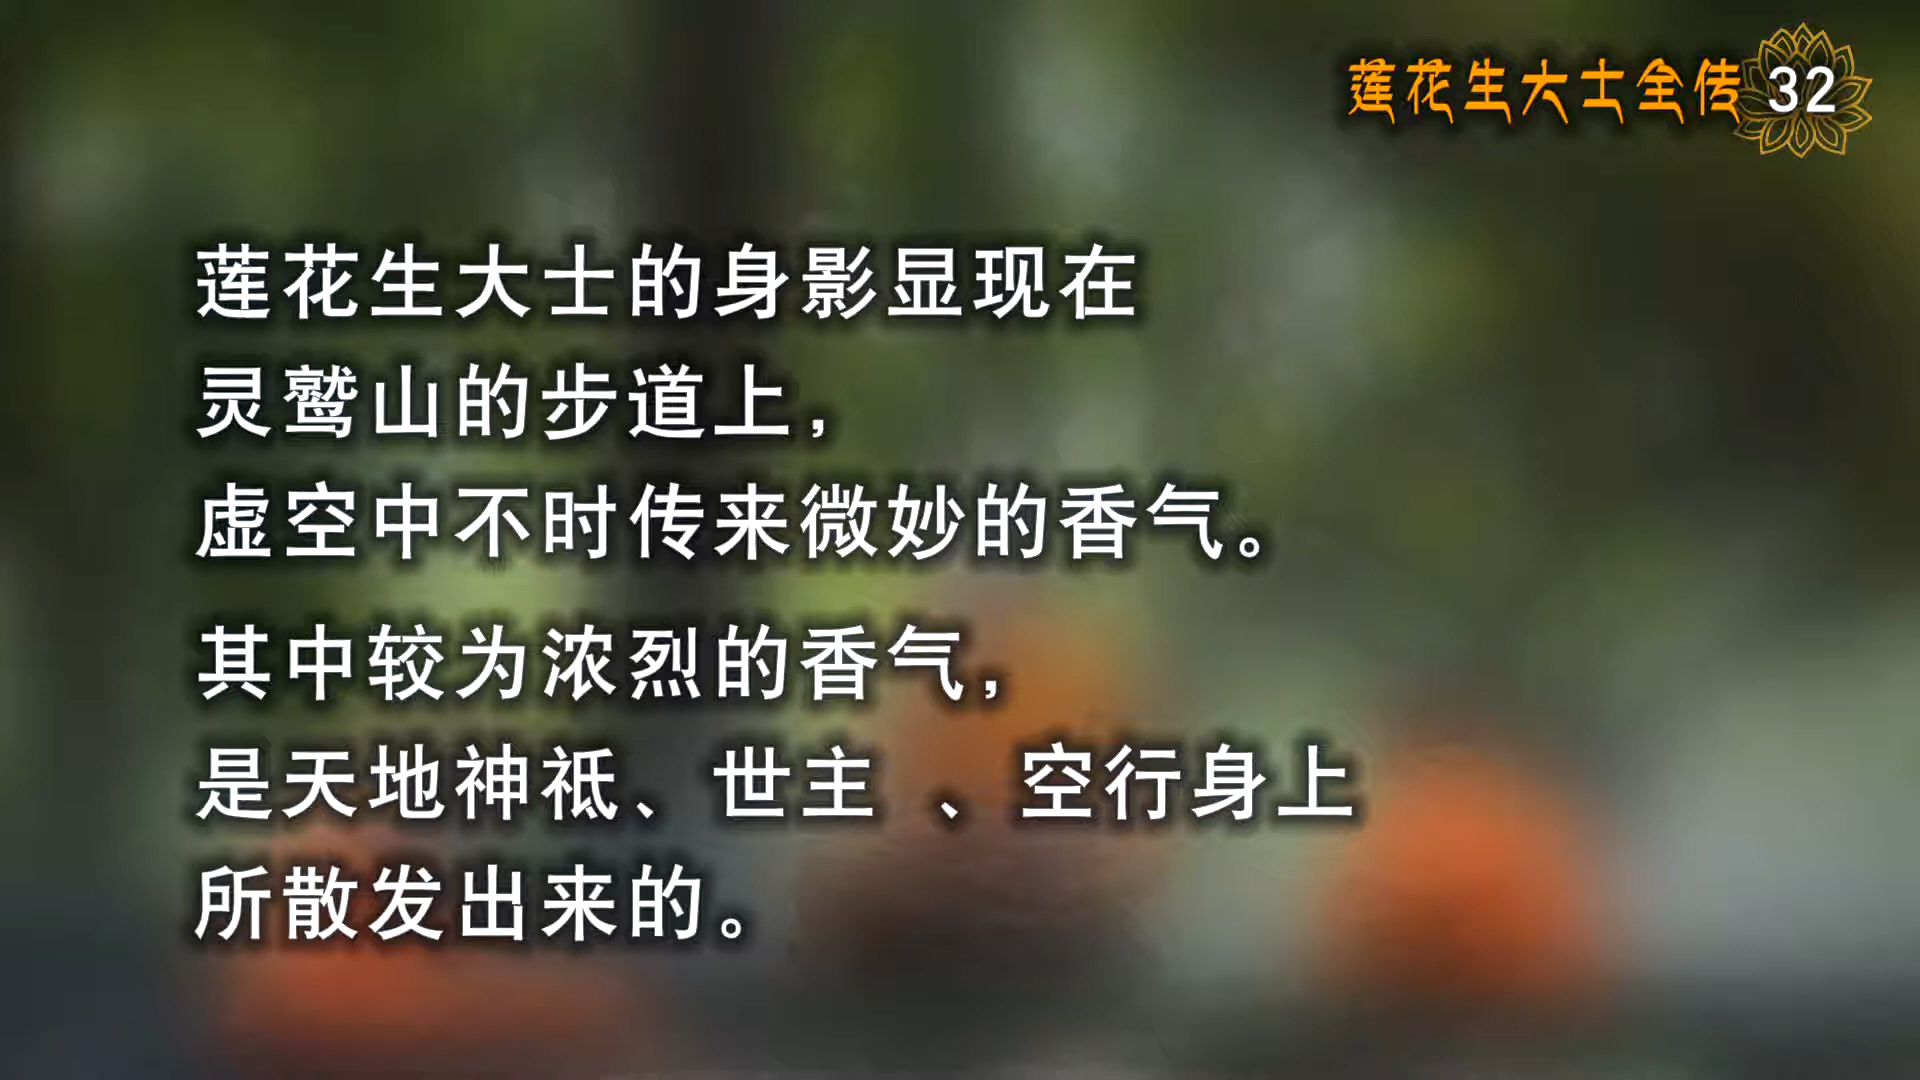 莲花生大士全传 32
莲花生大士的身影显现在
灵鹫山的步道上，
虚空中不时传来微妙的香气。
其中较为浓烈的香气，
是天地神祇、世主 、空行身上
所散发出来的。